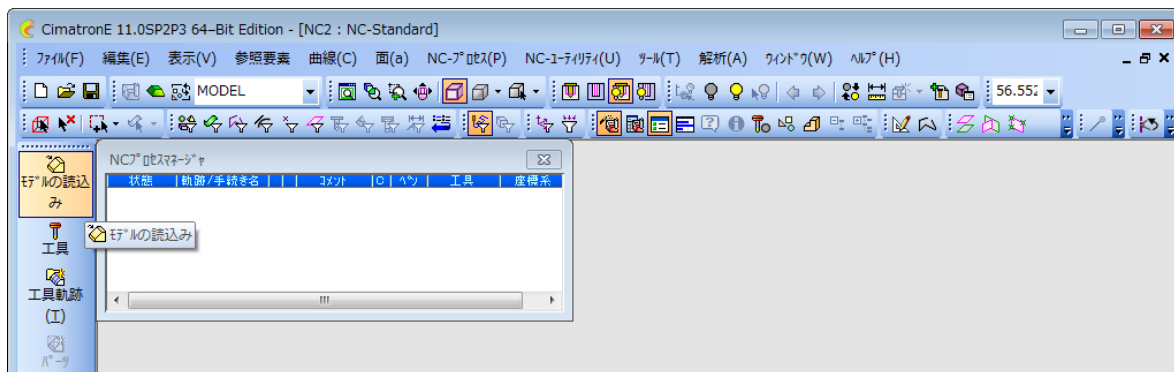 CimatronE 11.0SP2P3 64–Bit Edition - [NC2 : NC-Standard]
ﾌｧｲﾙ(F) 編集(E) 表示(V) 参照要素 曲線(C) 面(a) NC-ﾌﾟﾛｾｽ(P) NC-ﾕｰﾃｨﾘﾃｨ(U) ﾂｰﾙ(T) 解析(A) ｳｨﾝﾄﾞｳ(W) ﾍﾙﾌﾟ(H)
MODEL 56.552
NCﾌﾟﾛｾｽﾏﾈｰｼﾞｬ
状態 軌跡/手続き名 ｺﾒﾝﾄ C 工具 座標系
ﾓﾃﾞﾙの読込
み
ﾓﾃﾞﾙの読込み
工具
工具軌跡
(I)
ﾊﾟｰﾂ